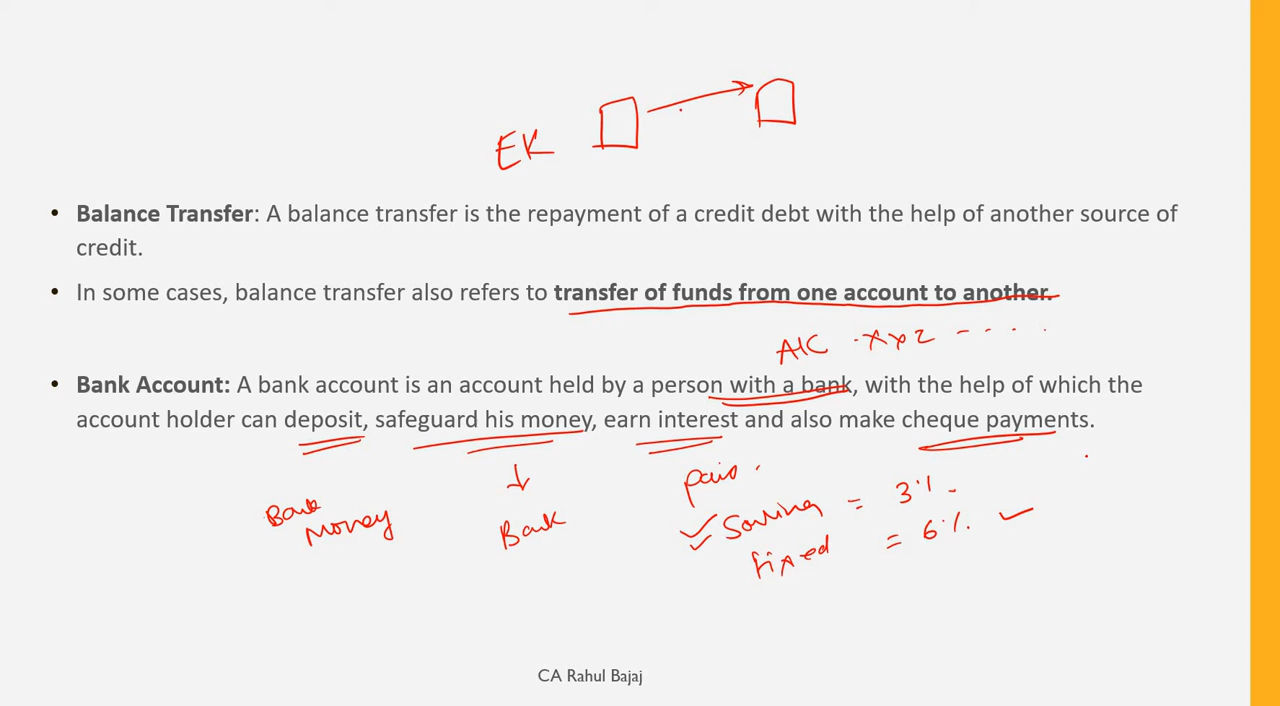 EK
• Balance Transfer: A balance transfer is the repayment of a credit debt with the help of another source of
credit.
• In some cases, balance transfer also refers to transfer of funds from one account to another.
A/C xyz - - - -
• Bank Account: A bank account is an account held by a person with a bank, with the help of which the
account holder can deposit, safeguard his money, earn interest and also make cheque payments.
Bank
Money
Bank
paid
Saving = 3%
fixed = 6%
CA Rahul Bajaj